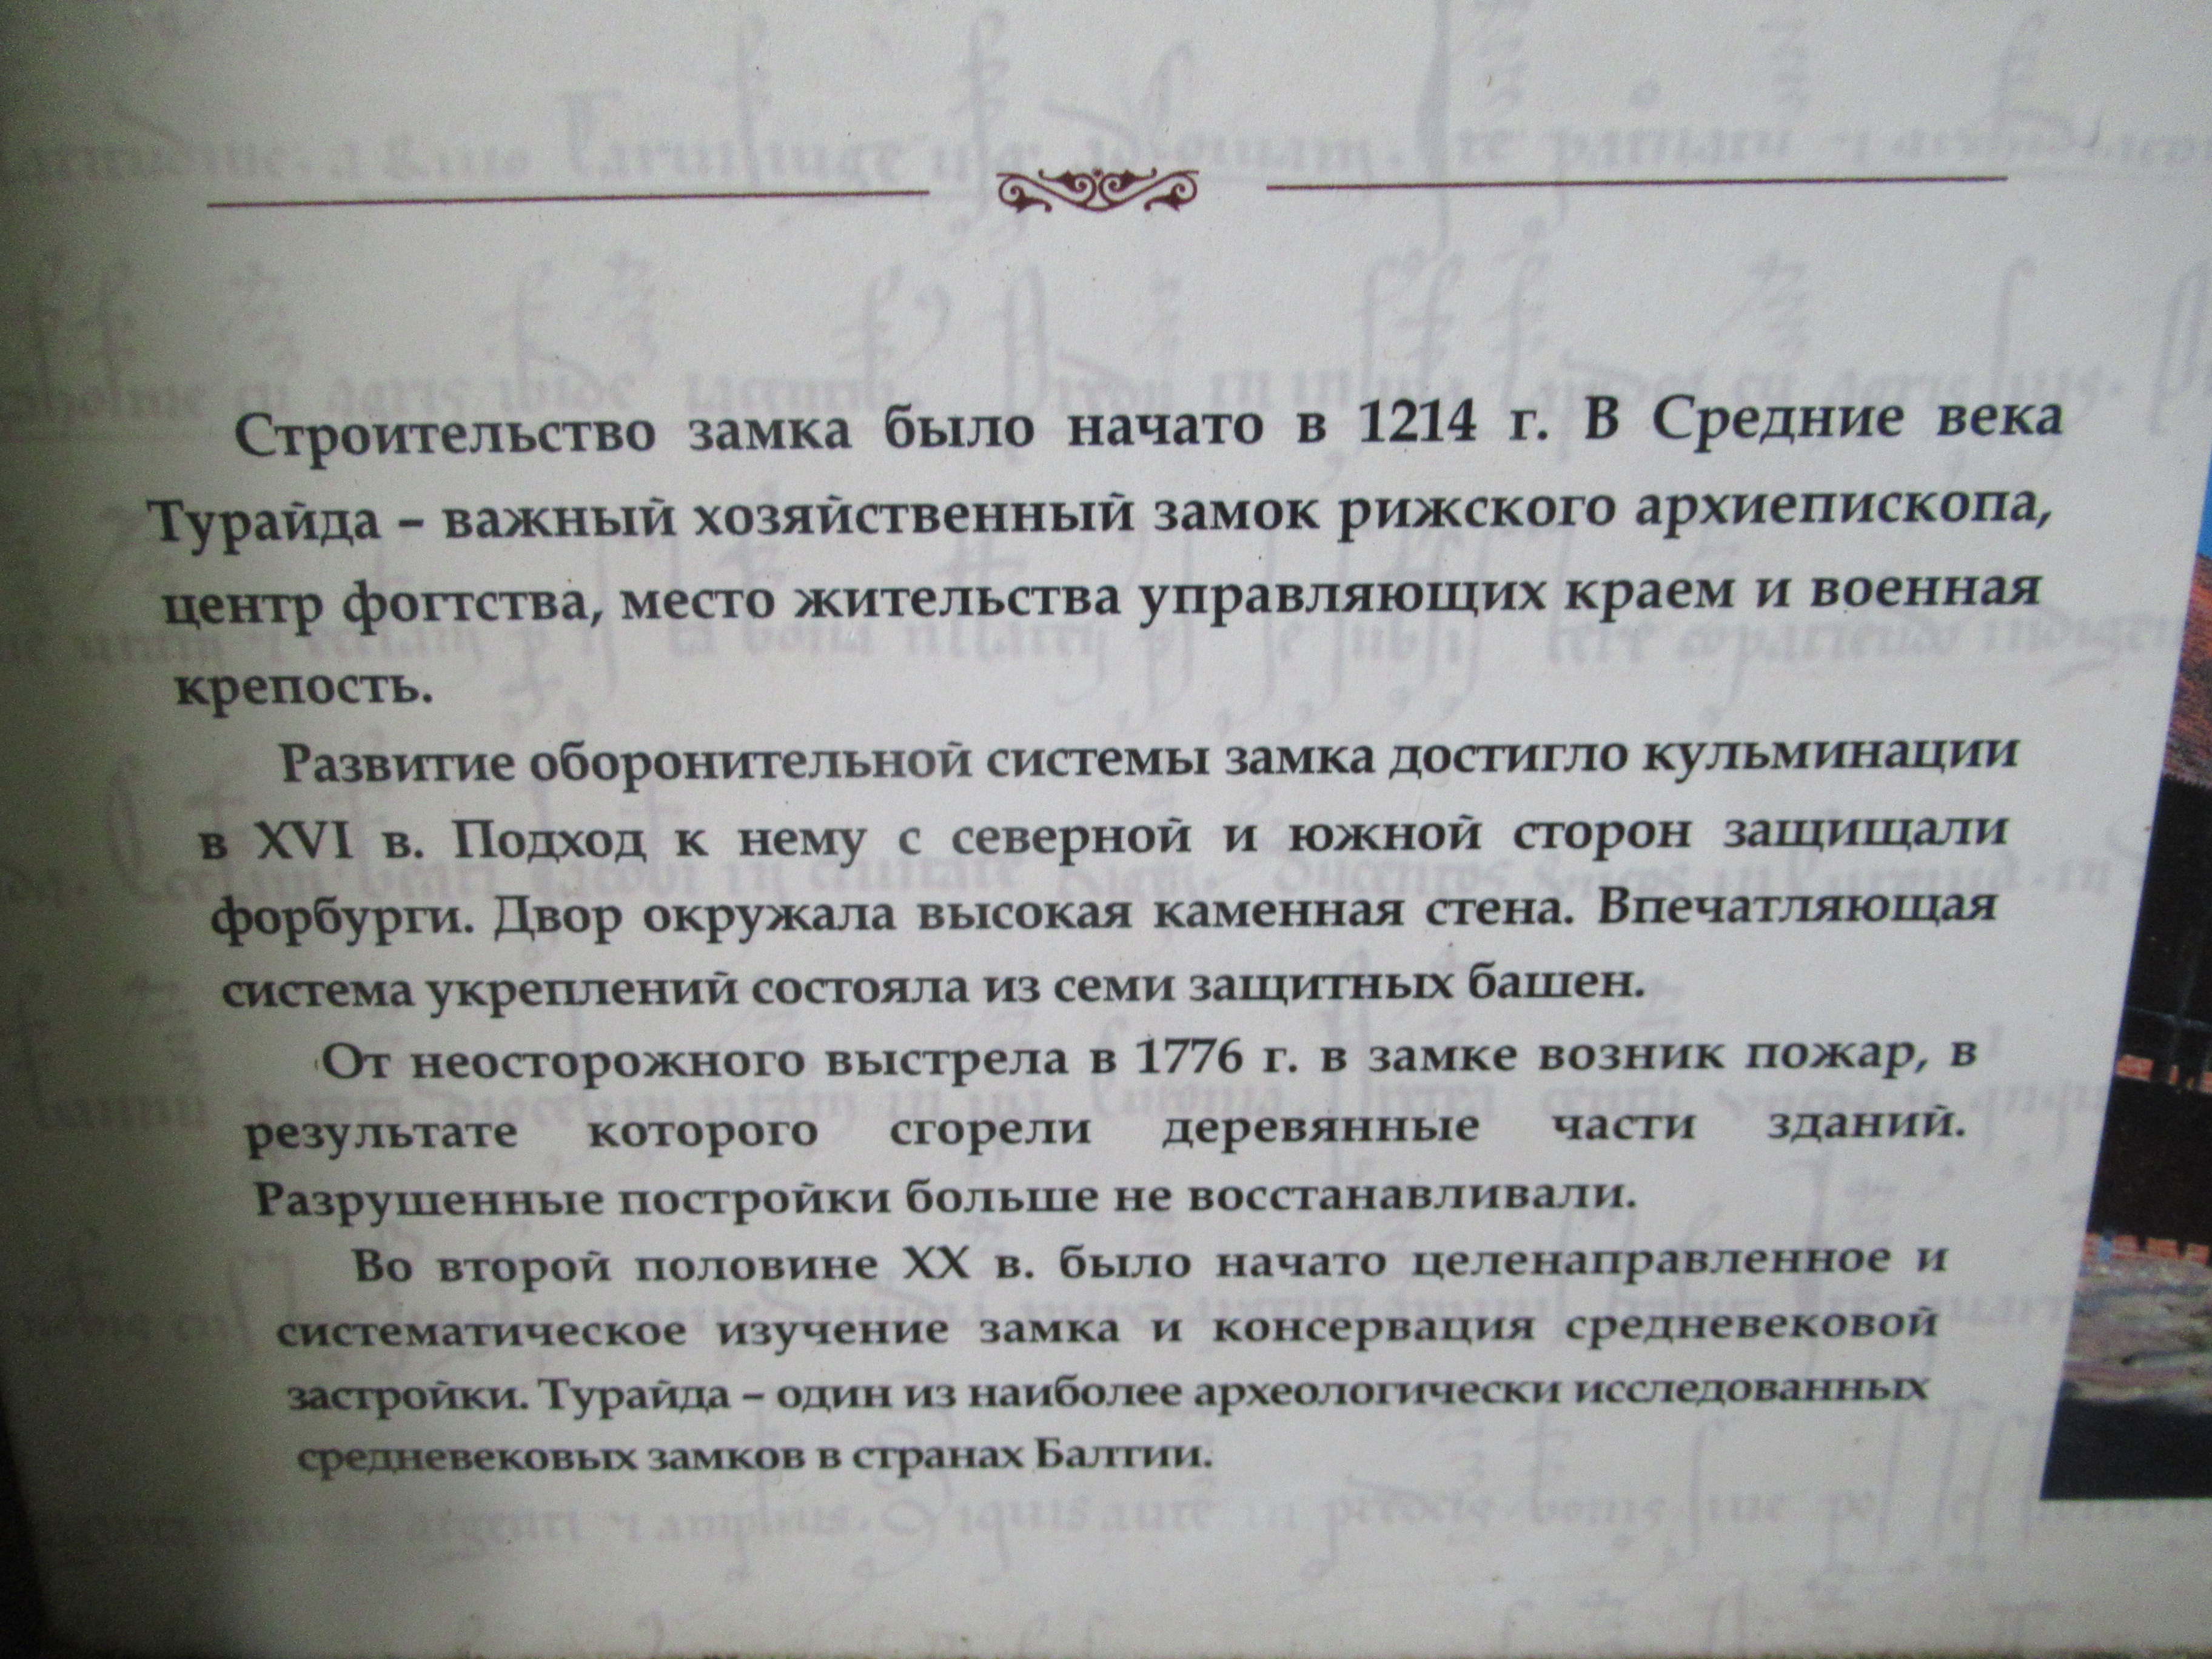 Строительство замка было начато в 1214 г. В Средние века
Турайда – важный хозяйственный замок рижского архиепископа,
центр фогтства, место жительства управляющих краем и военная
крепость.
Развитие оборонительной системы замка достигло кульминации
в XVI в. Подход к нему с северной и южной сторон защищали
форбурги. Двор окружала высокая каменная стена. Впечатляющая
система укреплений состояла из семи защитных башен.
От неосторожного выстрела в 1776 г. в замке возник пожар, в
результате которого сгорели деревянные части зданий.
Разрушенные постройки больше не восстанавливали.
Во второй половине XX в. было начато целенаправленное и
систематическое изучение замка и консервация средневековой
застройки. Турайда – один из наиболее археологически исследованных
средневековых замков в странах Балтии.